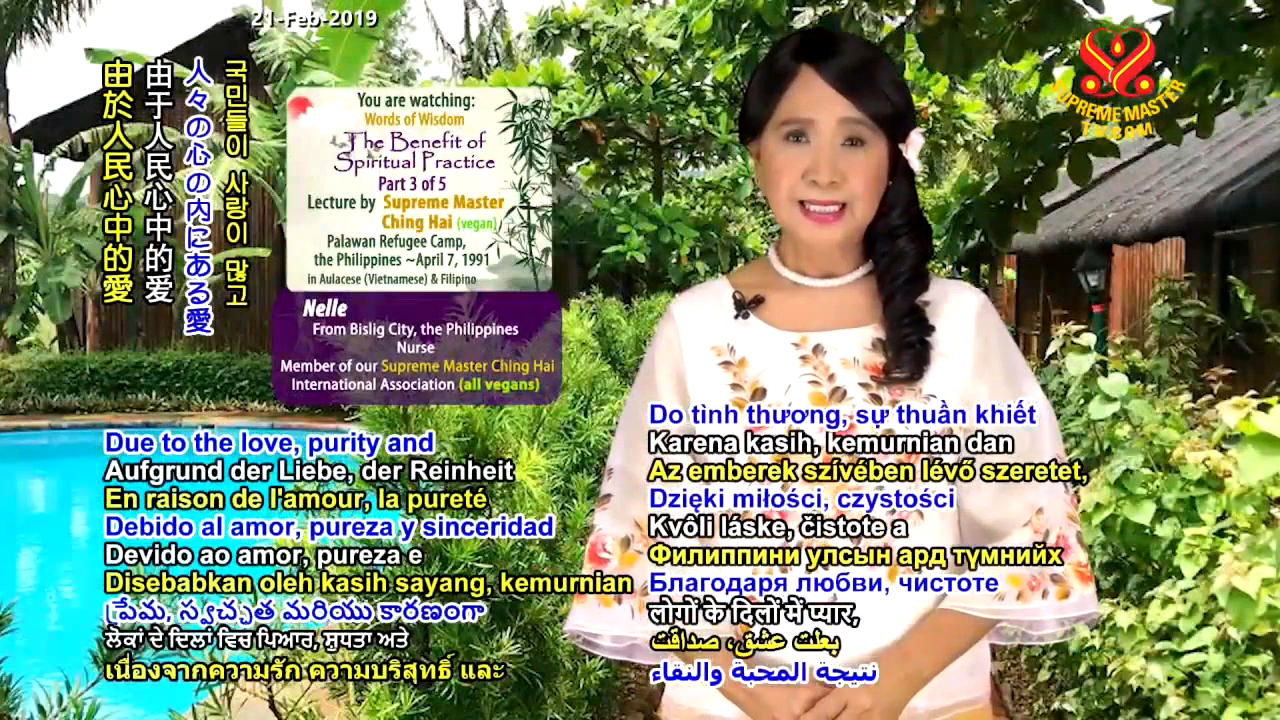 21-Feb-2019
SUPREME MASTER
TV.COM
국민들이 사랑이 많고
人々の心の内にある愛
由于人民心中的爱
由於人民心中的愛
You are watching:
Words of Wisdom
The Benefit of
Spiritual Practice
Part 3 of 5
Lecture by Supreme Master
Ching Hai (vegan)
Palawan Refugee Camp,
the Philippines ~April 7, 1991
in Aulacese (Vietnamese) & Filipino
Nelle
From Bislig City, the Philippines
Nurse
Member of our Supreme Master Ching Hai
International Association (all vegans)
Due to the love, purity and
Aufgrund der Liebe, der Reinheit
En raison de l'amour, la pureté
Debido al amor, pureza y sinceridad
Devido ao amor, pureza e
Disebabkan oleh kasih sayang, kemurnian
ప్రేమ, స్వచ్ఛత మరియు కారణంగా
ਲੋਕਾਂ ਦੇ ਦਿਲਾਂ ਵਿਚ ਪਿਆਰ, ਸ਼ੁਧਤਾ ਅਤੇ
เนื่องจากความรัก ความบริสุทธิ์ และ
Do tình thương, sự thuần khiết
Karena kasih, kemurnian dan
Az emberek szívében lévő szeretet,
Dzięki miłości, czystości
Kvôli láske, čistote a
Филиппини улсын ард түмнийх
Благодаря любви, чистоте
लोगों के दिलों में प्यार,
بعلت عشق، صداقت
نتيجة المحبة والنقاء